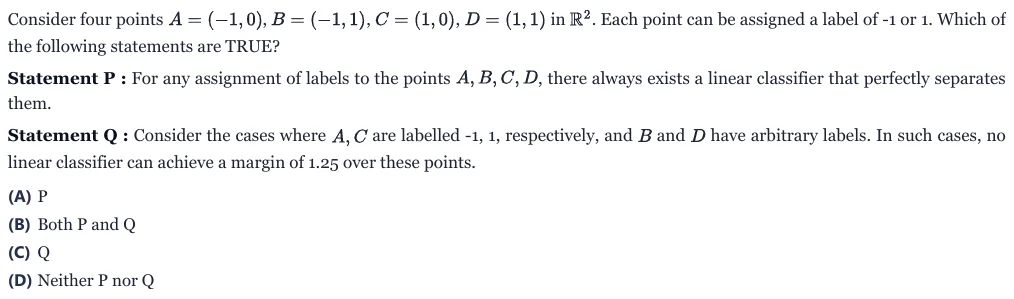 Consider four points A = (−1, 0), B = (−1, 1), C = (1, 0), D = (1, 1) in ℝ². Each point can be assigned a label of -1 or 1. Which of
the following statements are TRUE?
Statement P : For any assignment of labels to the points A, B, C, D, there always exists a linear classifier that perfectly separates
them.
Statement Q : Consider the cases where A, C are labelled -1, 1, respectively, and B and D have arbitrary labels. In such cases, no
linear classifier can achieve a margin of 1.25 over these points.
(A) P
(B) Both P and Q
(C) Q
(D) Neither P nor Q